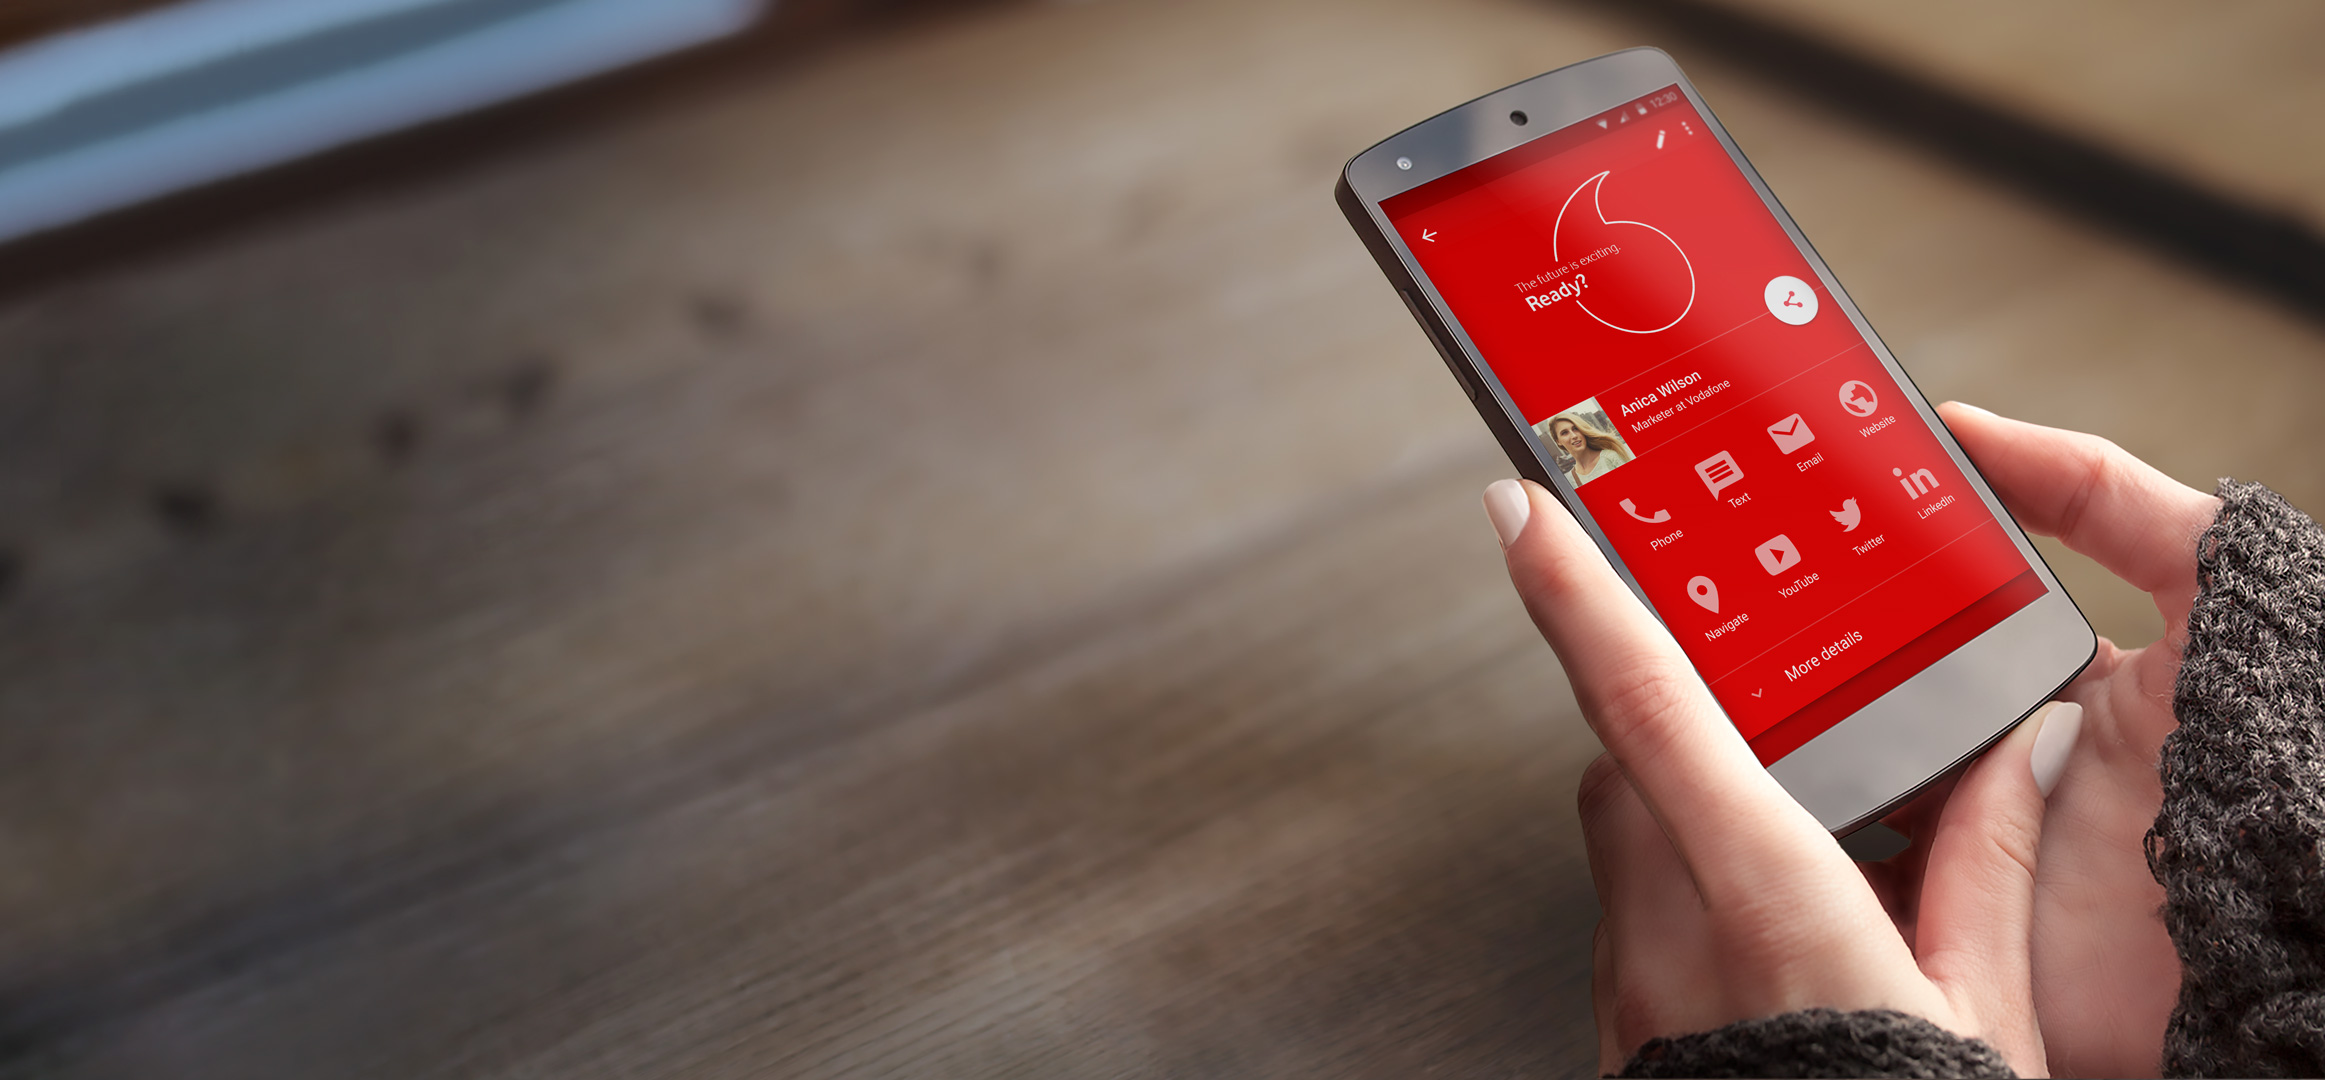 12:30
The future is exciting.
Ready?
Anica Wilson
Marketer at Vodafone
Phone
Text
Email
Website
Navigate
YouTube
Twitter
LinkedIn
More details